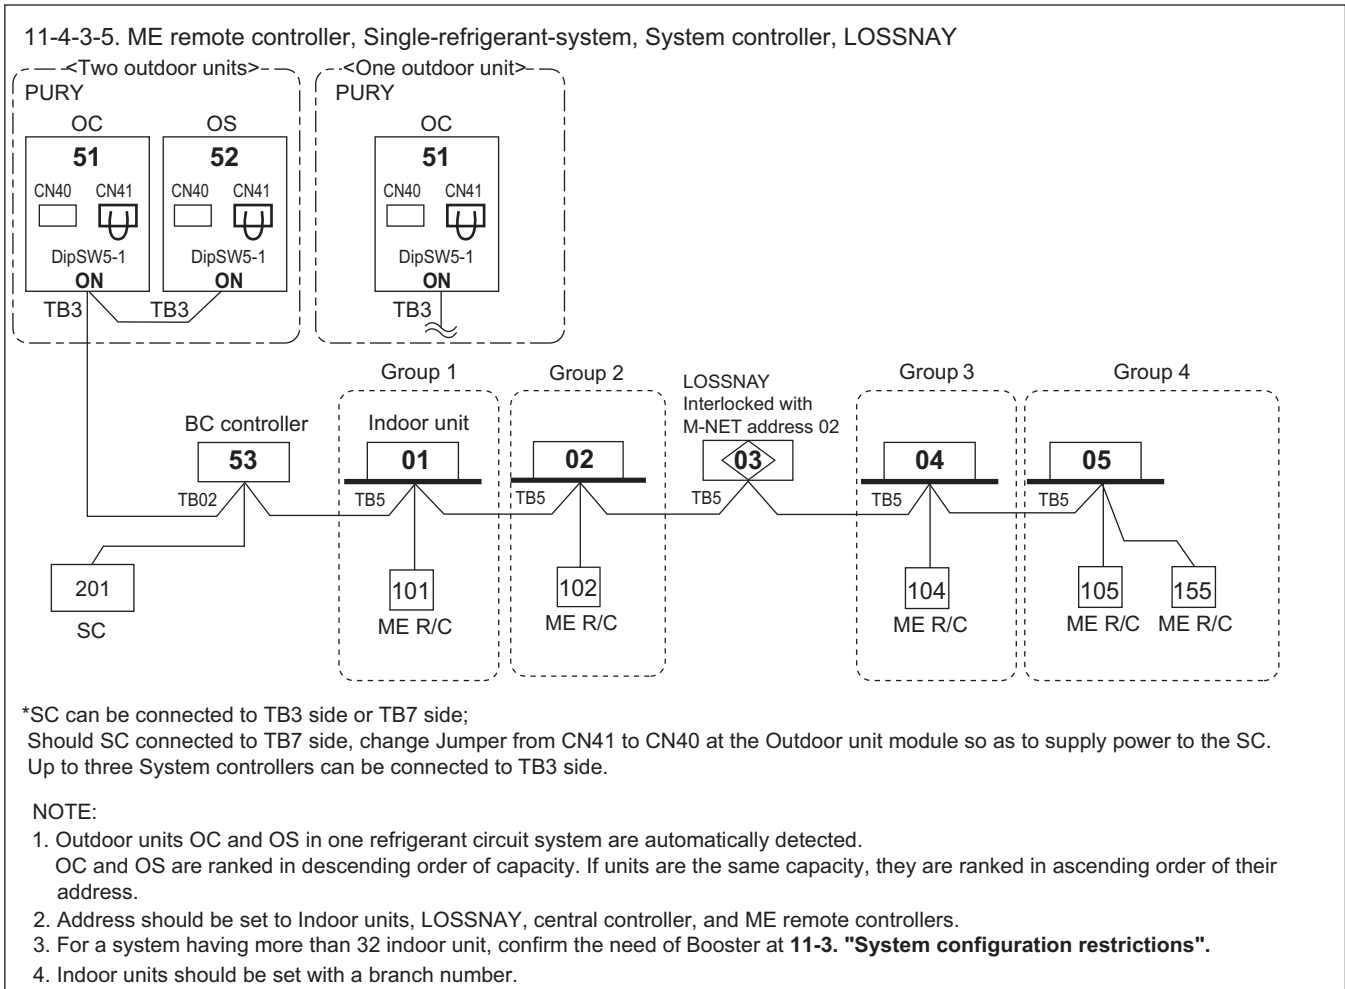 11-4-3-5. ME remote controller, Single-refrigerant-system, System controller, LOSSNAY
<Two outdoor units>
<One outdoor unit>
PURY
PURY
OC
OS
OC
51
52
51
CN40 CN41
CN40 CN41
CN40 CN41
DipSW5-1
DipSW5-1
DipSW5-1
ON
ON
ON
TB3
TB3
TB3
Group 1
Group 2
LOSSNAY
Interlocked with
M-NET address 02
Group 3
Group 4
BC controller
Indoor unit
53
01
02
03
04
05
TB02
TB5
TB5
TB5
TB5
TB5
201
SC
101
ME R/C
102
ME R/C
104
ME R/C
105
ME R/C
155
ME R/C
*SC can be connected to TB3 side or TB7 side;
Should SC connected to TB7 side, change Jumper from CN41 to CN40 at the Outdoor unit module so as to supply power to the SC.
Up to three System controllers can be connected to TB3 side.
NOTE:
1. Outdoor units OC and OS in one refrigerant circuit system are automatically detected.
OC and OS are ranked in descending order of capacity. If units are the same capacity, they are ranked in ascending order of their
address.
2. Address should be set to Indoor units, LOSSNAY, central controller, and ME remote controllers.
3. For a system having more than 32 indoor unit, confirm the need of Booster at 11-3. "System configuration restrictions".
4. Indoor units should be set with a branch number.